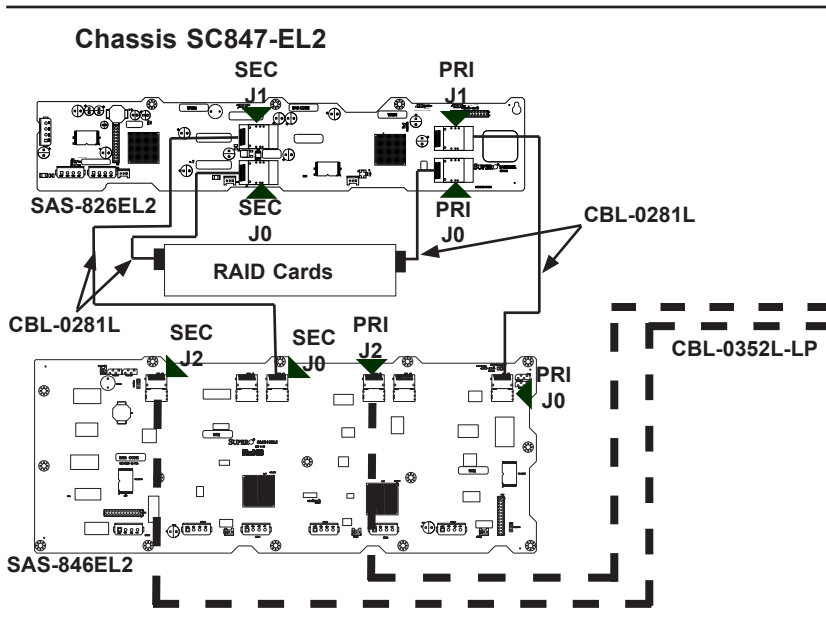 Chassis SC847-EL2
SEC
J1
PRI
J1
SAS-826EL2
SEC
J0
PRI
J0
CBL-0281L
RAID Cards
CBL-0281L
SEC
J2
SEC
J0
PRI
J2
CBL-0352L-LP
PRI
J0
SUPER
SAS-846EL2